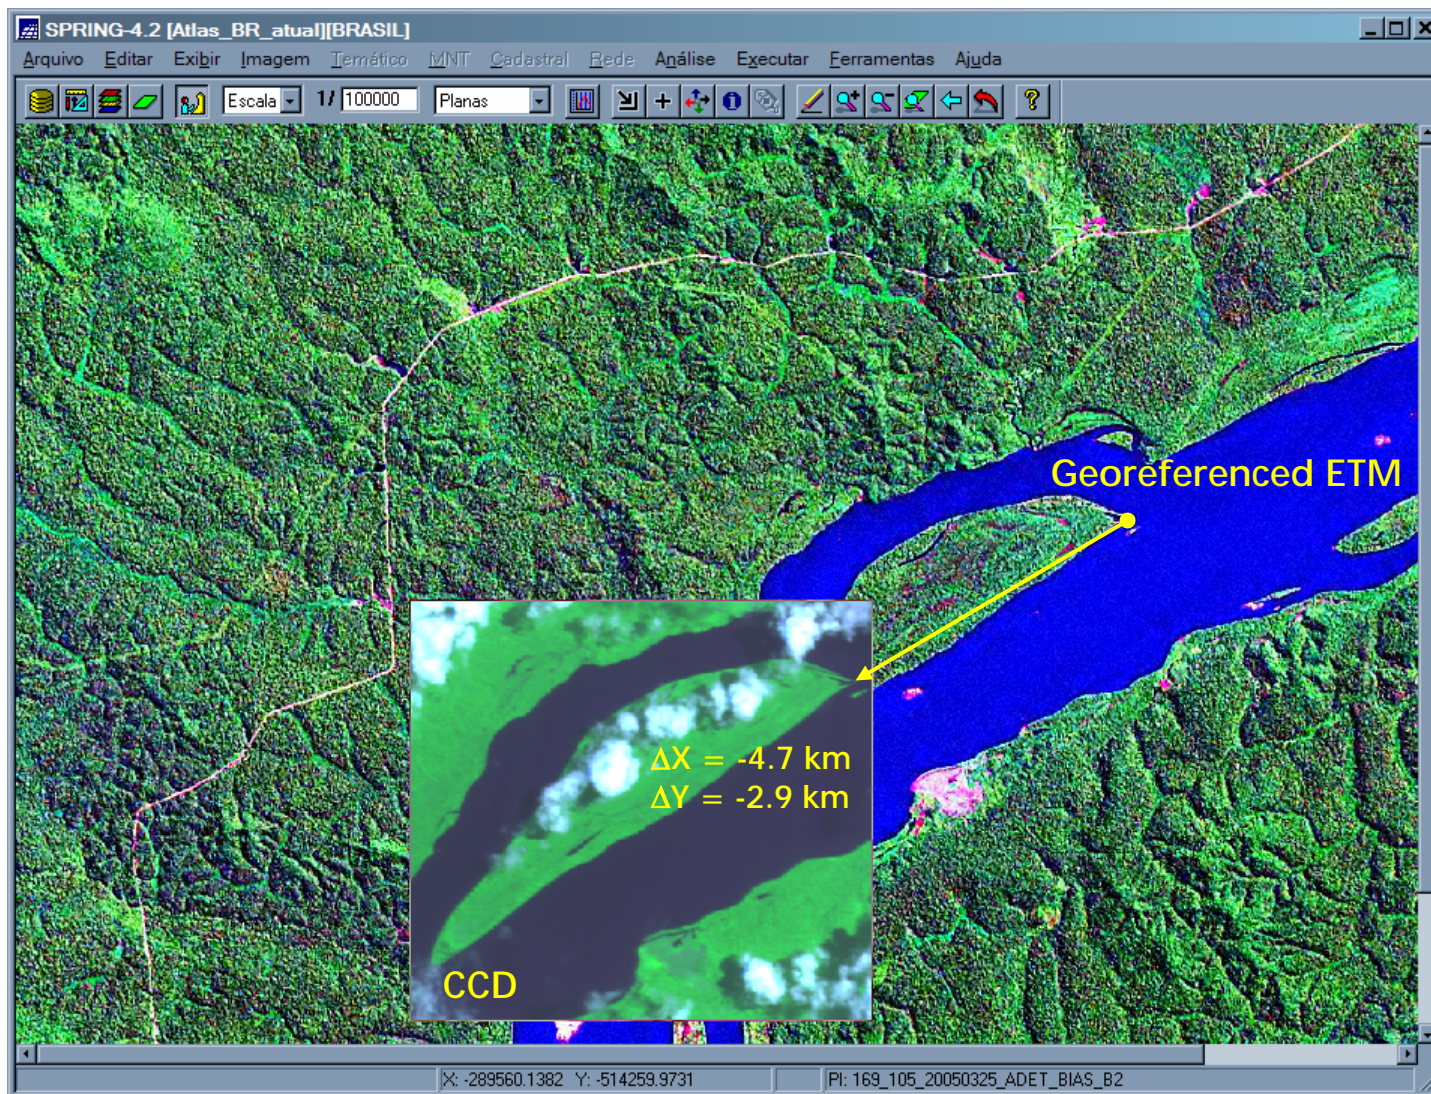 SPRING-4.2 [Atlas_BR_atual][BRASIL]
Arquivo Editar Exibir Imagem Temático MNT Cadastral Rede Análise Executar Ferramentas Ajuda
Escala 1/ 100000 Planas
Georeferenced ETM
ΔX = -4.7 km
ΔY = -2.9 km
CCD
X: -289560.1382 Y: -514259.9731 PI: 169_105_20050325_ADET_BIAS_B2